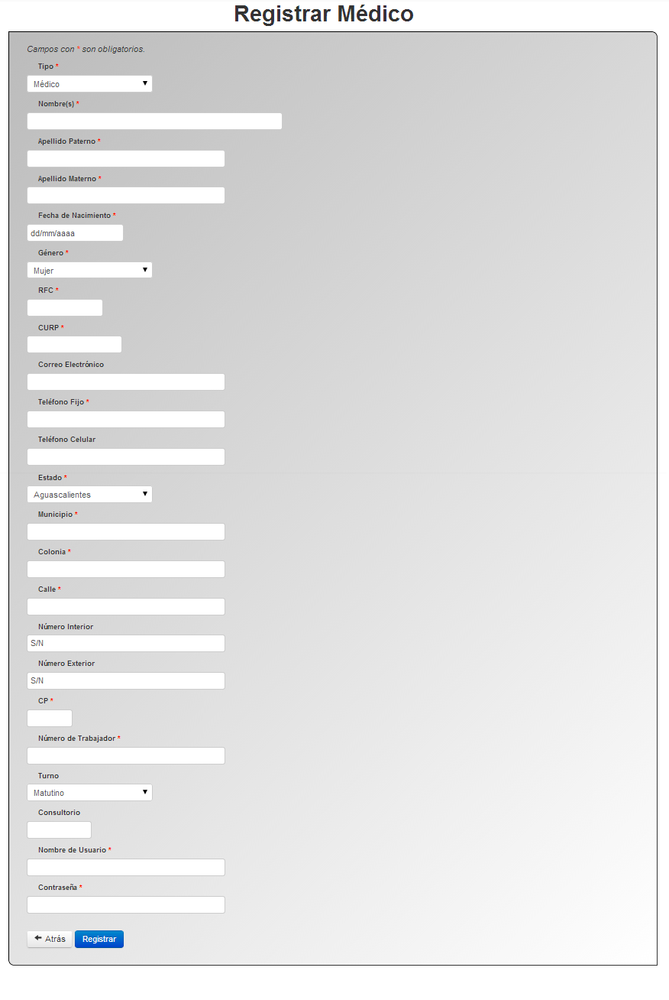 Registrar Médico
Campos con * son obligatorios.
Tipo *
Médico
Nombre(s) *
Apellido Paterno *
Apellido Materno *
Fecha de Nacimiento *
dd/mm/aaaa
Género *
Mujer
RFC *
CURP *
Correo Electrónico
Teléfono Fijo *
Teléfono Celular
Estado *
Aguascalientes
Municipio *
Colonia *
Calle *
Número Interior
S/N
Número Exterior
S/N
CP *
Número de Trabajador *
Turno
Matutino
Consultorio
Nombre de Usuario *
Contraseña *
Atrás Registrar